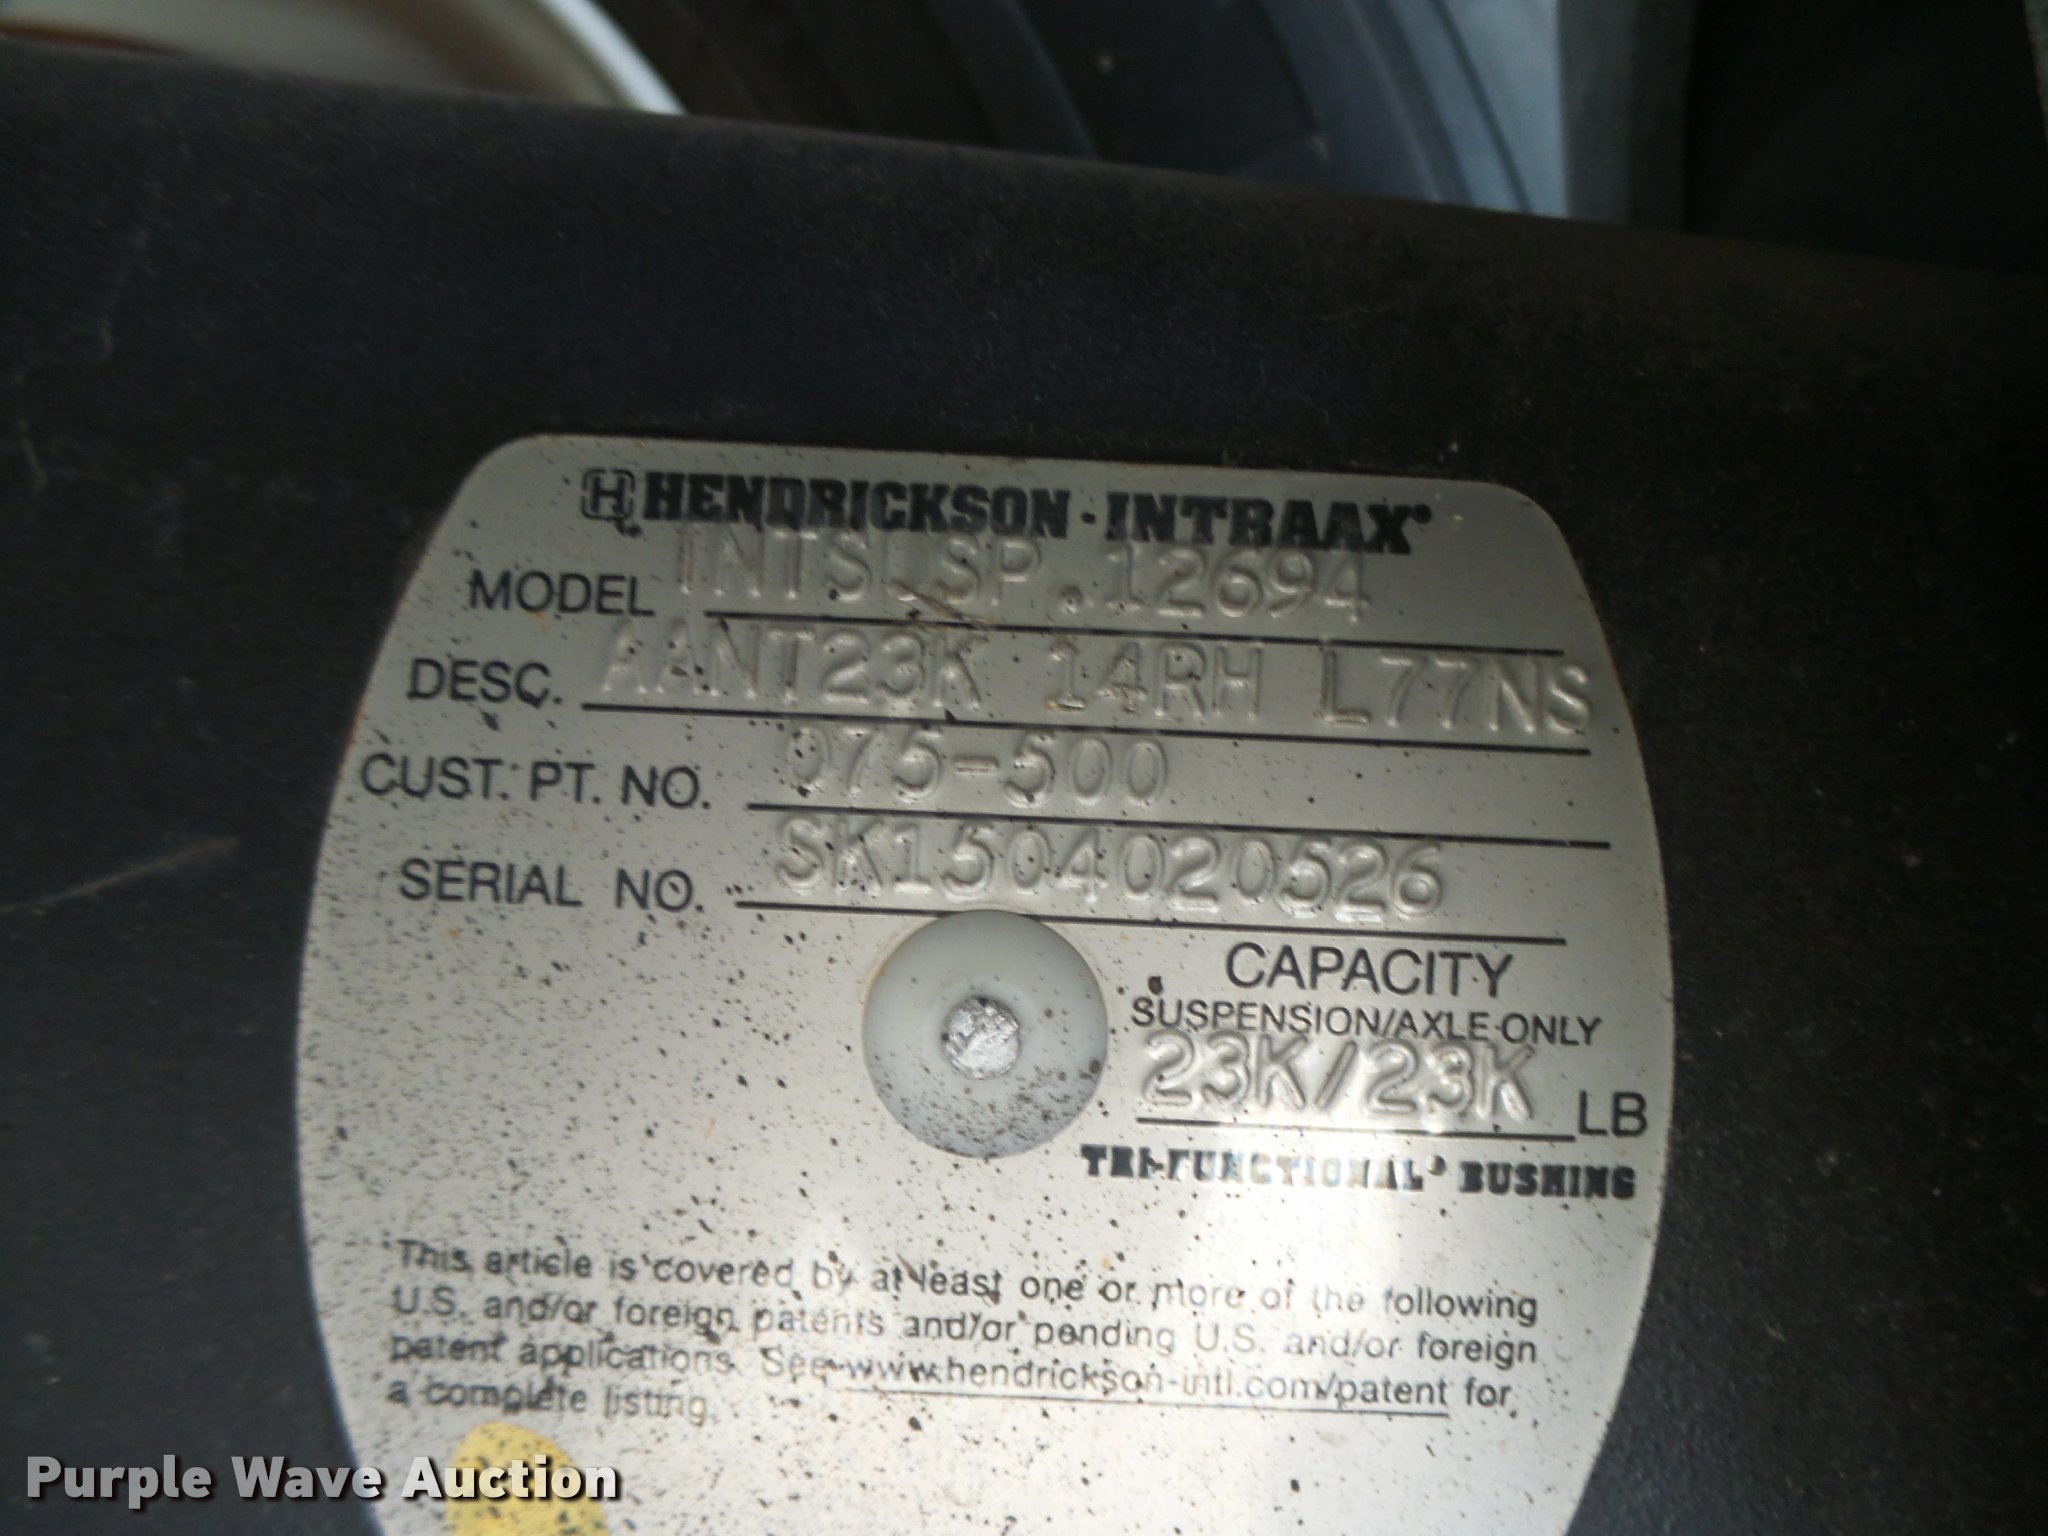 HENDRICKSON · INTRAAX®
MODEL INTSUSP.12694
DESC. AANT23K 14RH L77NS
CUST. PT. NO. 075-500
SERIAL NO. SK1504020526
CAPACITY
SUSPENSION/AXLE ONLY
23K/23K LB
TRI-FUNCTIONAL® BUSHING
This article is covered by at least one or more of the following
U.S. and/or foreign patents and/or pending U.S. and/or foreign
patent applications. See www.hendrickson-intl.com/patent for
a complete listing.
Purple Wave Auction